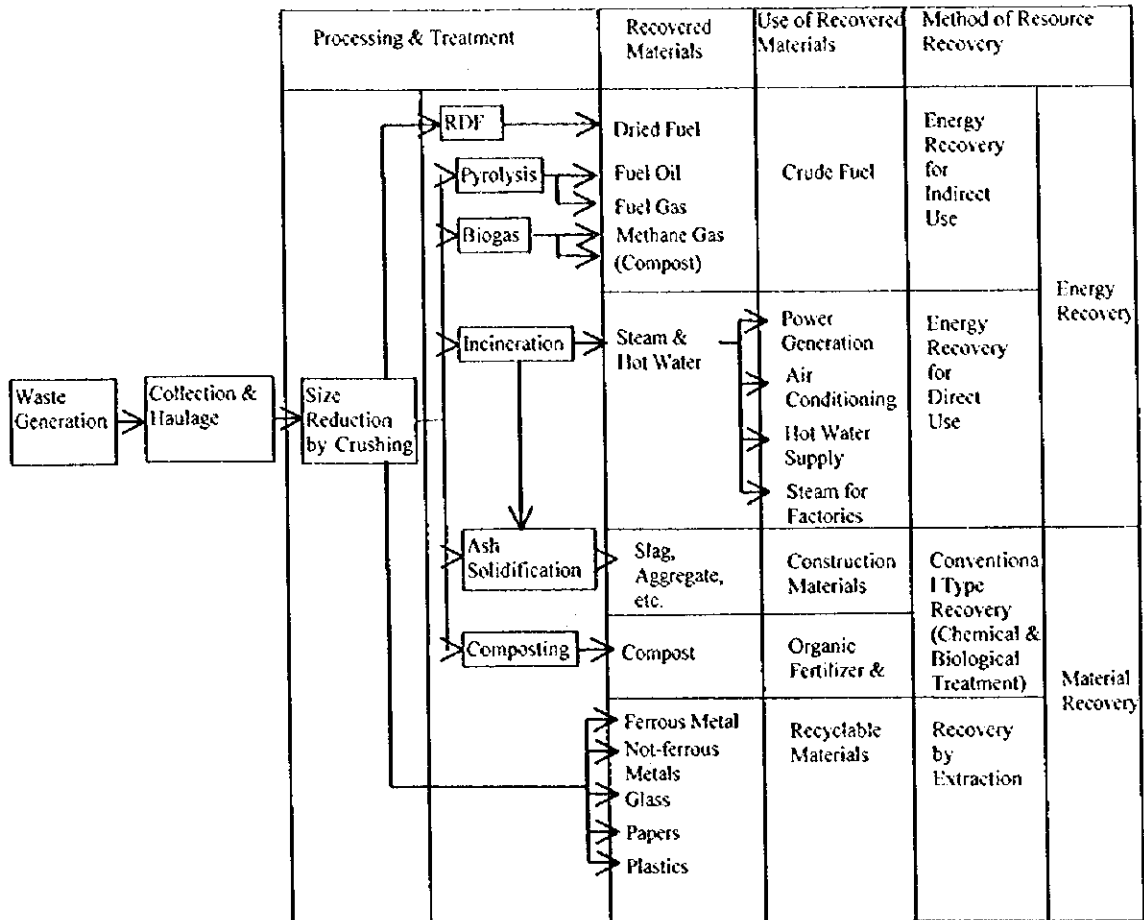 Processing & Treatment
Recovered
Materials
Use of Recovered
Materials
Method of Resource
Recovery
RDF
Dried Fuel
Pyrolysis
Fuel Oil
Fuel Gas
Biogas
Methane Gas
(Compost)
Crude Fuel
Energy
Recovery
for
Indirect
Use
Energy
Recovery
Incineration
Steam &
Hot Water
Power
Generation
Air
Conditioning
Hot Water
Supply
Steam for
Factories
Energy
Recovery
for
Direct
Use
Waste
Generation
Collection &
Haulage
Size
Reduction
by Crushing
Ash
Solidification
Slag,
Aggregate,
etc.
Construction
Materials
Conventiona
l Type
Recovery
(Chemical &
Biological
Treatment)
Composting
Compost
Organic
Fertilizer &
Material
Recovery
Ferrous Metal
Not-ferrous
Metals
Glass
Papers
Plastics
Recyclable
Materials
Recovery
by
Extraction